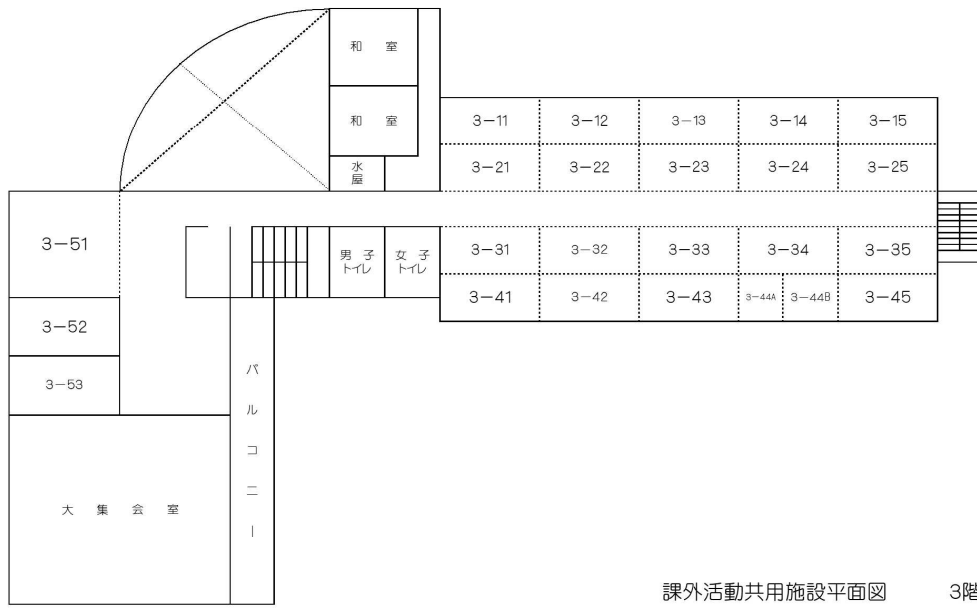 和 室
和 室
水屋
3-11 3-12 3-13 3-14 3-15
3-21 3-22 3-23 3-24 3-25
3-51
男子トイレ
女子トイレ
3-31 3-32 3-33 3-34 3-35
3-41 3-42 3-43 3-44A 3-44B 3-45
3-52
3-53
バルコニー
大 集 会 室
課外活動共用施設平面図 3階